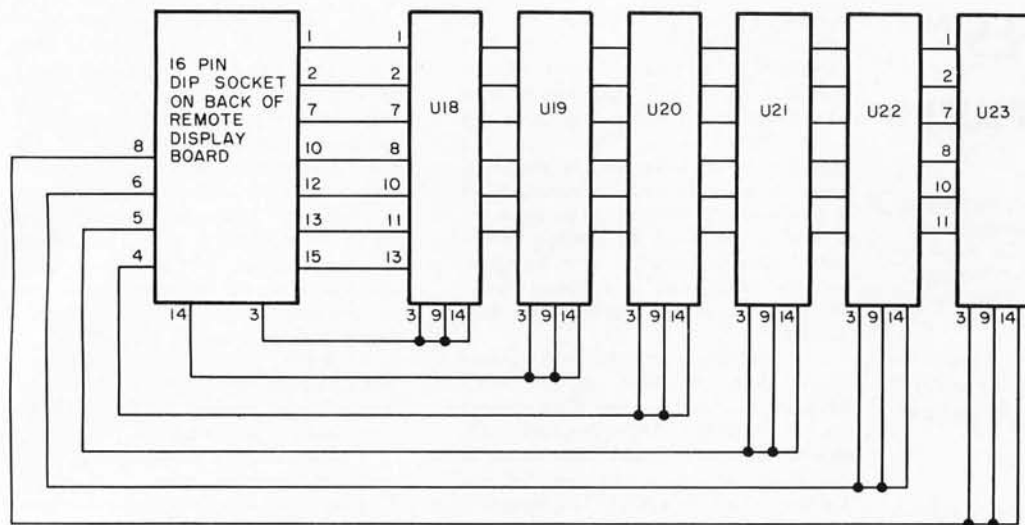 16 PIN
DIP SOCKET
ON BACK OF
REMOTE
DISPLAY
BOARD
8
6
5
4
14
3
1
2
7
10
12
13
15
1
2
7
8
10
11
13
U18
3 9 14
U19
3 9 14
U20
3 9 14
U21
3 9 14
U22
3 9 14
1
2
7
8
10
11
U23
3 9 14